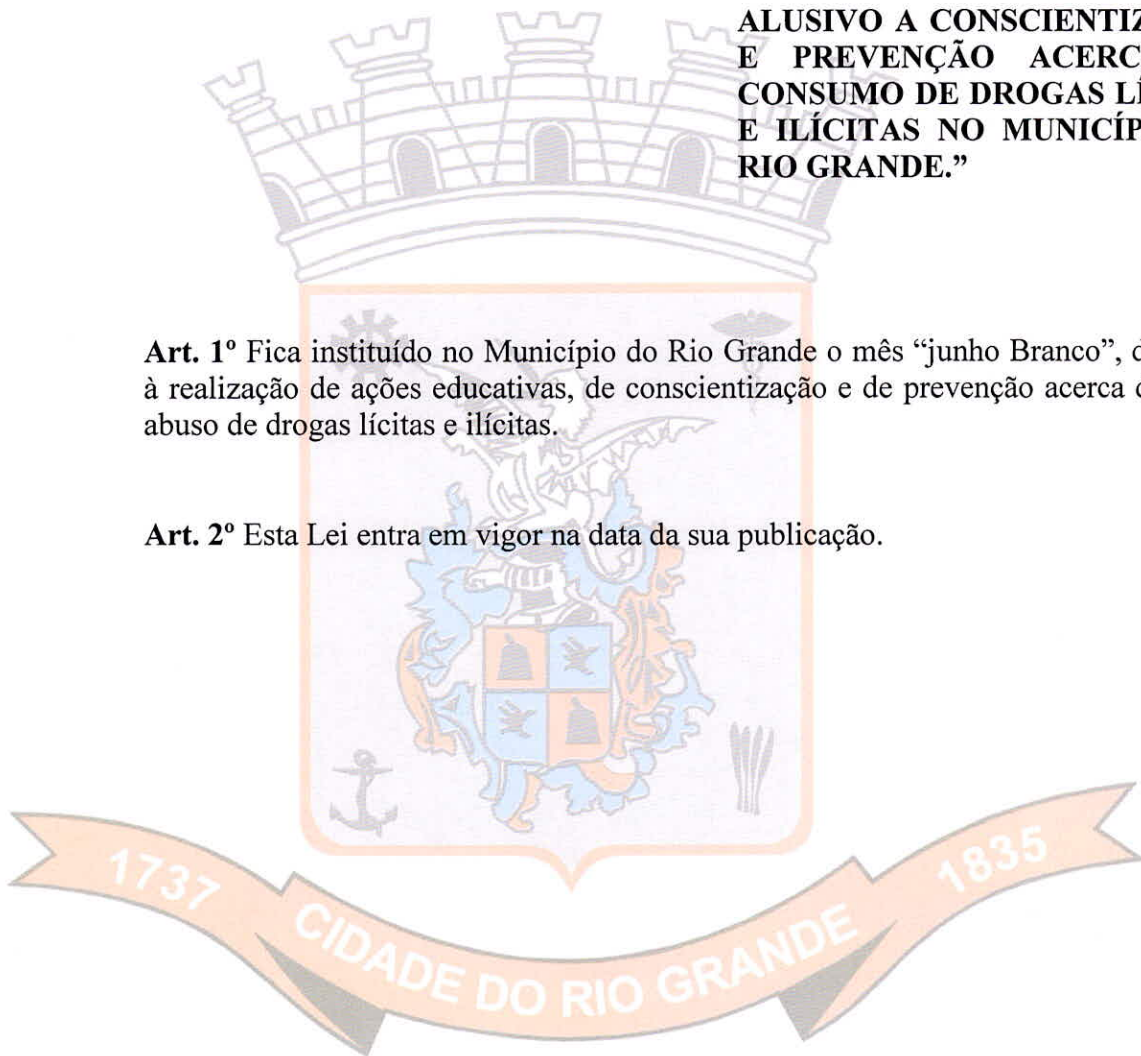 ALUSIVO A CONSCIENTIZ
E PREVENÇÃO ACERC
CONSUMO DE DROGAS LÍ
E ILÍCITAS NO MUNICÍP
RIO GRANDE.”
Art. 1º Fica instituído no Município do Rio Grande o mês “junho Branco”, d
à realização de ações educativas, de conscientização e de prevenção acerca
abuso de drogas lícitas e ilícitas.
Art. 2º Esta Lei entra em vigor na data da sua publicação.
1737 CIDADE DO RIO GRANDE 1835